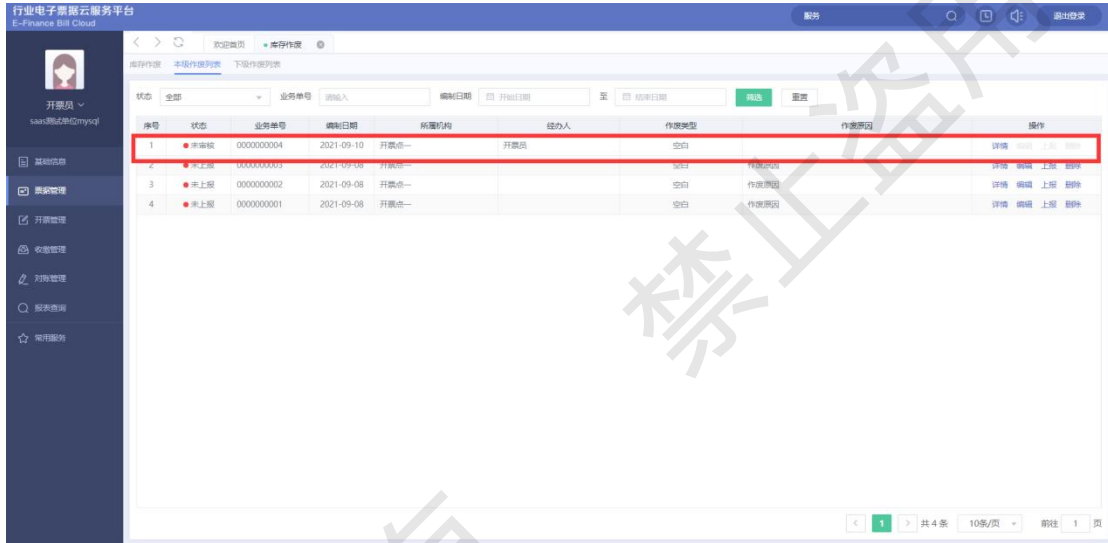 行业电子票据云服务平台
E-Finance Bill Cloud
服务
退出登录
欢迎首页 库存作废
库存作废 本级作废列表 下级作废列表
开票员
saas测试单位mysql
基础信息
票据管理
开票管理
收缴管理
对账管理
报表查询
常用服务
状态 全部 业务单号 请输入 编制日期 开始日期 至 结束日期 筛选 重置
序号 状态 业务单号 编制日期 所属机构 经办人 作废类型 作废原因 操作
1 未审核 0000000004 2021-09-10 开票点一 开票员 空白 详情 编辑 上报 删除
2 未上报 0000000003 2021-09-08 开票点一 空白 作废原因 详情 编辑 上报 删除
3 未上报 0000000002 2021-09-08 开票点一 空白 作废原因 详情 编辑 上报 删除
4 未上报 0000000001 2021-09-08 开票点一 空白 作废原因 详情 编辑 上报 删除
1 共 4 条 10条/页 前往 1 页
禁止盗用